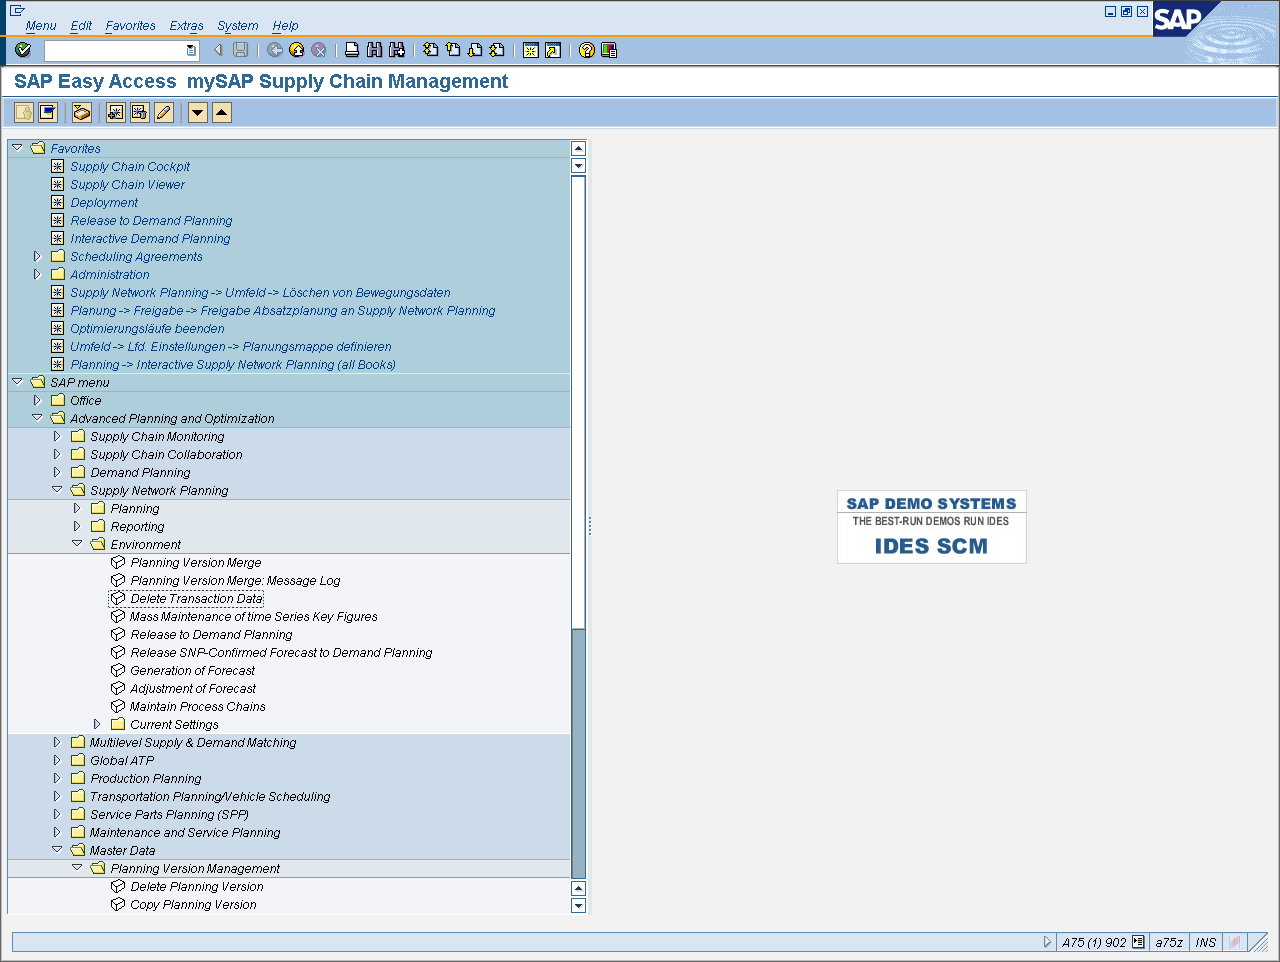 Menu Edit Favorites Extras System Help
SAP
SAP Easy Access mySAP Supply Chain Management
Favorites
Supply Chain Cockpit
Supply Chain Viewer
Deployment
Release to Demand Planning
Interactive Demand Planning
Scheduling Agreements
Administration
Supply Network Planning -> Umfeld -> Löschen von Bewegungsdaten
Planung -> Freigabe -> Freigabe Absatzplanung an Supply Network Planning
Optimierungsläufe beenden
Umfeld -> Lfd. Einstellungen -> Planungsmappe definieren
Planning -> Interactive Supply Network Planning (all Books)
SAP menu
Office
Advanced Planning and Optimization
Supply Chain Monitoring
Supply Chain Collaboration
Demand Planning
Supply Network Planning
Planning
Reporting
Environment
Planning Version Merge
Planning Version Merge: Message Log
Delete Transaction Data
Mass Maintenance of time Series Key Figures
Release to Demand Planning
Release SNP-Confirmed Forecast to Demand Planning
Generation of Forecast
Adjustment of Forecast
Maintain Process Chains
Current Settings
Multilevel Supply & Demand Matching
Global ATP
Production Planning
Transportation Planning/Vehicle Scheduling
Service Parts Planning (SPP)
Maintenance and Service Planning
Master Data
Planning Version Management
Delete Planning Version
Copy Planning Version
SAP DEMO SYSTEMS
THE BEST-RUN DEMOS RUN IDES
IDES SCM
A75 (1) 902 a75z INS